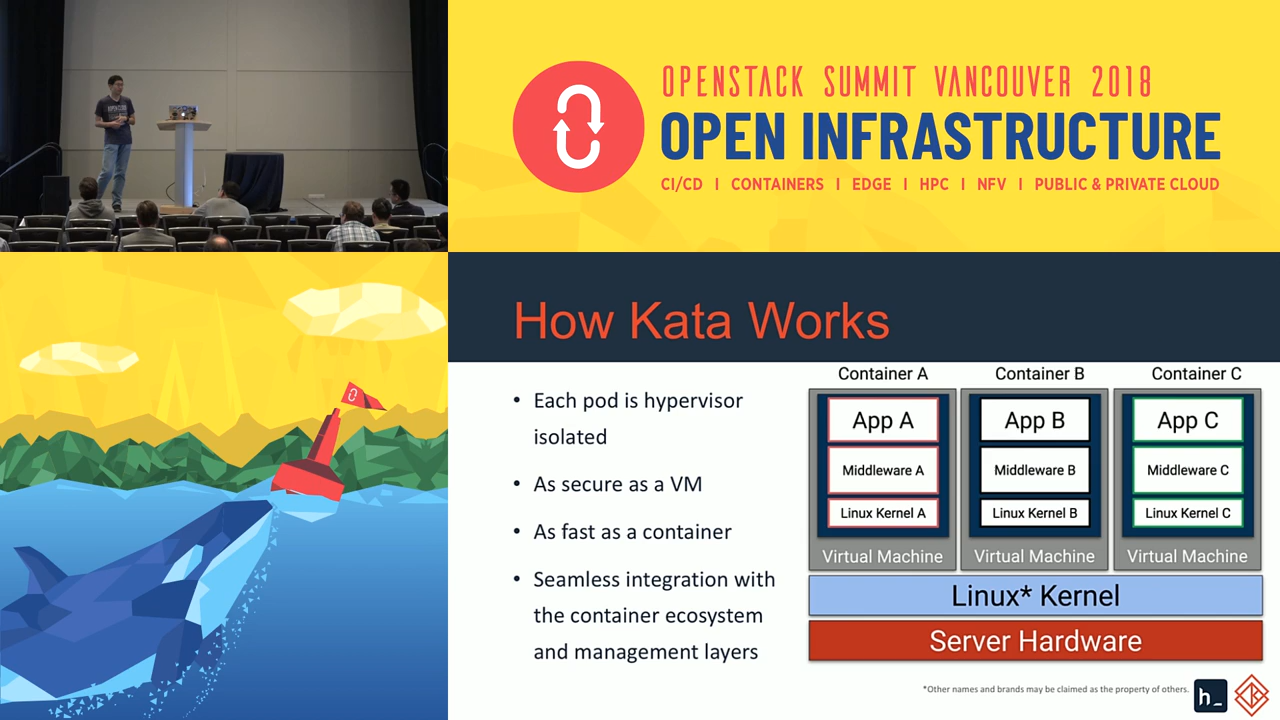 OPENSTACK SUMMIT VANCOUVER 2018
OPEN INFRASTRUCTURE
CI/CD | CONTAINERS | EDGE | HPC | NFV | PUBLIC & PRIVATE CLOUD
How Kata Works
• Each pod is hypervisor
isolated
• As secure as a VM
• As fast as a container
• Seamless integration with
the container ecosystem
and management layers
Container A
Container B
Container C
App A
App B
App C
Middleware A
Middleware B
Middleware C
Linux Kernel A
Linux Kernel B
Linux Kernel C
Virtual Machine
Virtual Machine
Virtual Machine
Linux* Kernel
Server Hardware
*Other names and brands may be claimed as the property of others.
h_